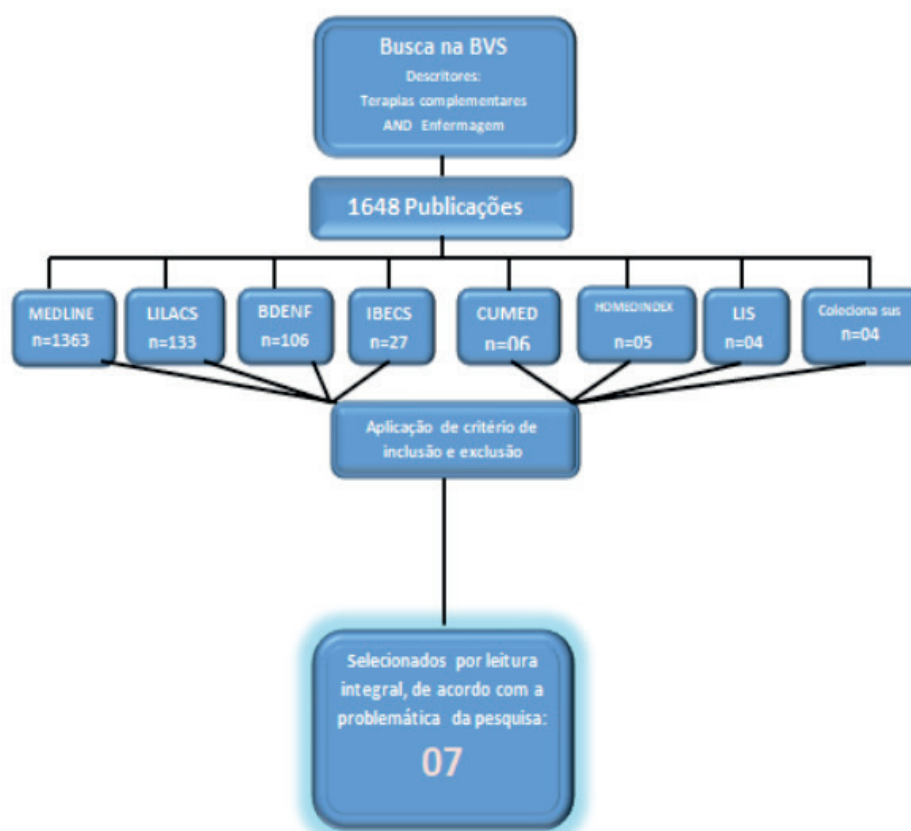 Busca na BVS
Descritores:
Terapias complementares
AND Enfermagem
1648 Publicações
MEDLINE
n=1363
LILACS
n=133
BDENF
n=106
IBECS
n=27
CUMED
n=06
HOMEOINDEX
n=05
LIS
n=04
Coleciona sus
n=04
Aplicação de critério de
inclusão e exclusão
Selecionados por leitura
integral, de acordo com a
problemática da pesquisa:
07